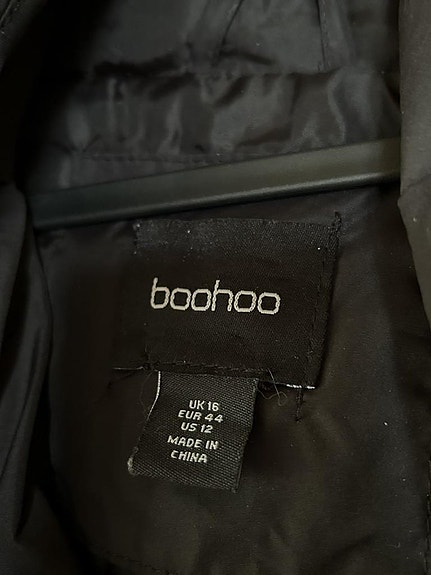 boohoo
UK 16
EUR 44
US 12
MADE IN
CHINA